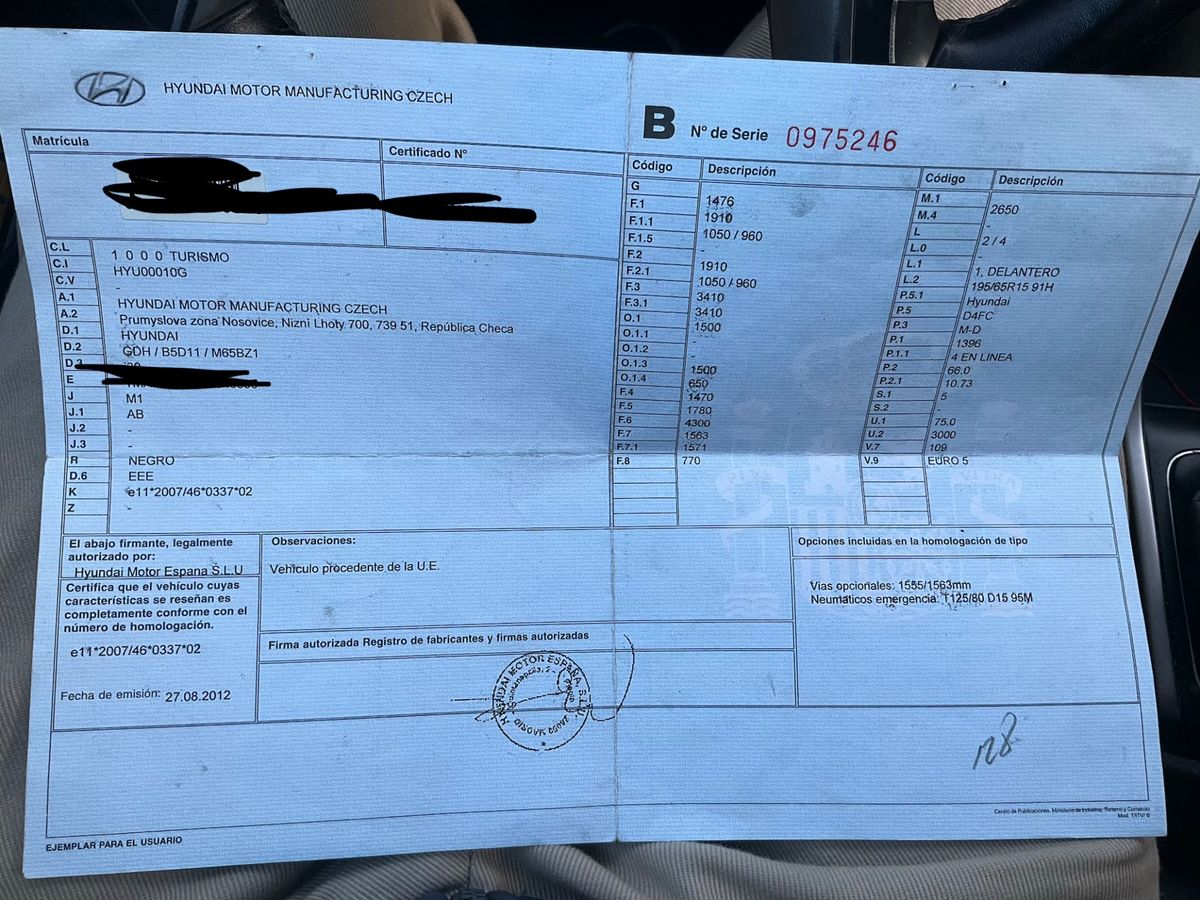 HYUNDAI MOTOR MANUFACTURING CZECH
B Nº de Serie 0975246
Matrícula
Certificado Nº
C.L 1 0 0 0 TURISMO
C.I HYU00010G
C.V -
A.1 HYUNDAI MOTOR MANUFACTURING CZECH
A.2 Prumyslova zona Nosovice, Nizni Lhoty 700, 739 51, República Checa
D.1 HYUNDAI
D.2 GDH / B5D11 / M65BZ1
D.3
E
J M1
J.1 AB
J.2 -
J.3 -
R NEGRO
D.6 EEE
K e11*2007/46*0337*02
Z -
Código Descripción
G 1476
F.1 1910
F.1.1 1050 / 960
F.1.5 -
F.2 1910
F.2.1 1050 / 960
F.3 3410
F.3.1 3410
O.1 1500
O.1.1 -
O.1.2 -
O.1.3 1500
O.1.4 650
F.4 1470
F.5 1780
F.6 4300
F.7 1563
F.7.1 1571
F.8 770
Código Descripción
M.1 2650
M.4 -
L 2 / 4
L.0 -
L.1 1, DELANTERO
L.2 195/65R15 91H
P.5.1 Hyundai
P.5 D4FC
P.3 M-D
P.1 1396
P.1.1 4 EN LINEA
P.2 66.0
P.2.1 10.73
S.1 5
S.2 -
U.1 75.0
U.2 3000
V.7 109
V.9 EURO 5
El abajo firmante, legalmente
autorizado por:
Hyundai Motor Espana S.L.U
Certifica que el vehículo cuyas
características se reseñan es
completamente conforme con el
número de homologación.
e11*2007/46*0337*02
Fecha de emisión: 27.08.2012
Observaciones:
Vehículo procedente de la U.E.
Firma autorizada Registro de fabricantes y firmas autorizadas
HYUNDAI MOTOR ESPAÑA, S.L.U.
MADRID
Opciones incluidas en la homologación de tipo
Vias opcionales: 1555/1563mm
Neumaticos emergencia: T125/80 D15 95M
EJEMPLAR PARA EL USUARIO
Centro de Publicaciones. Ministerio de Industria, Turismo y Comercio